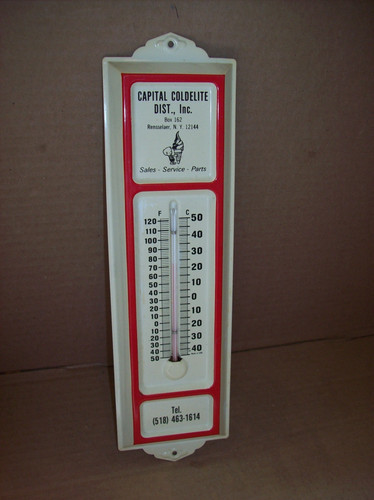 CAPITAL COLDELITE
DIST., Inc.
Box 162
Rensselaer, N. Y. 12144
Sales - Service - Parts
F C
120 50
110 40
100
90 30
80
70 20
60
50 10
40
30 0
20
10 10
0
10 20
20 30
30
40 40
50
Tel.
(518) 463-1614